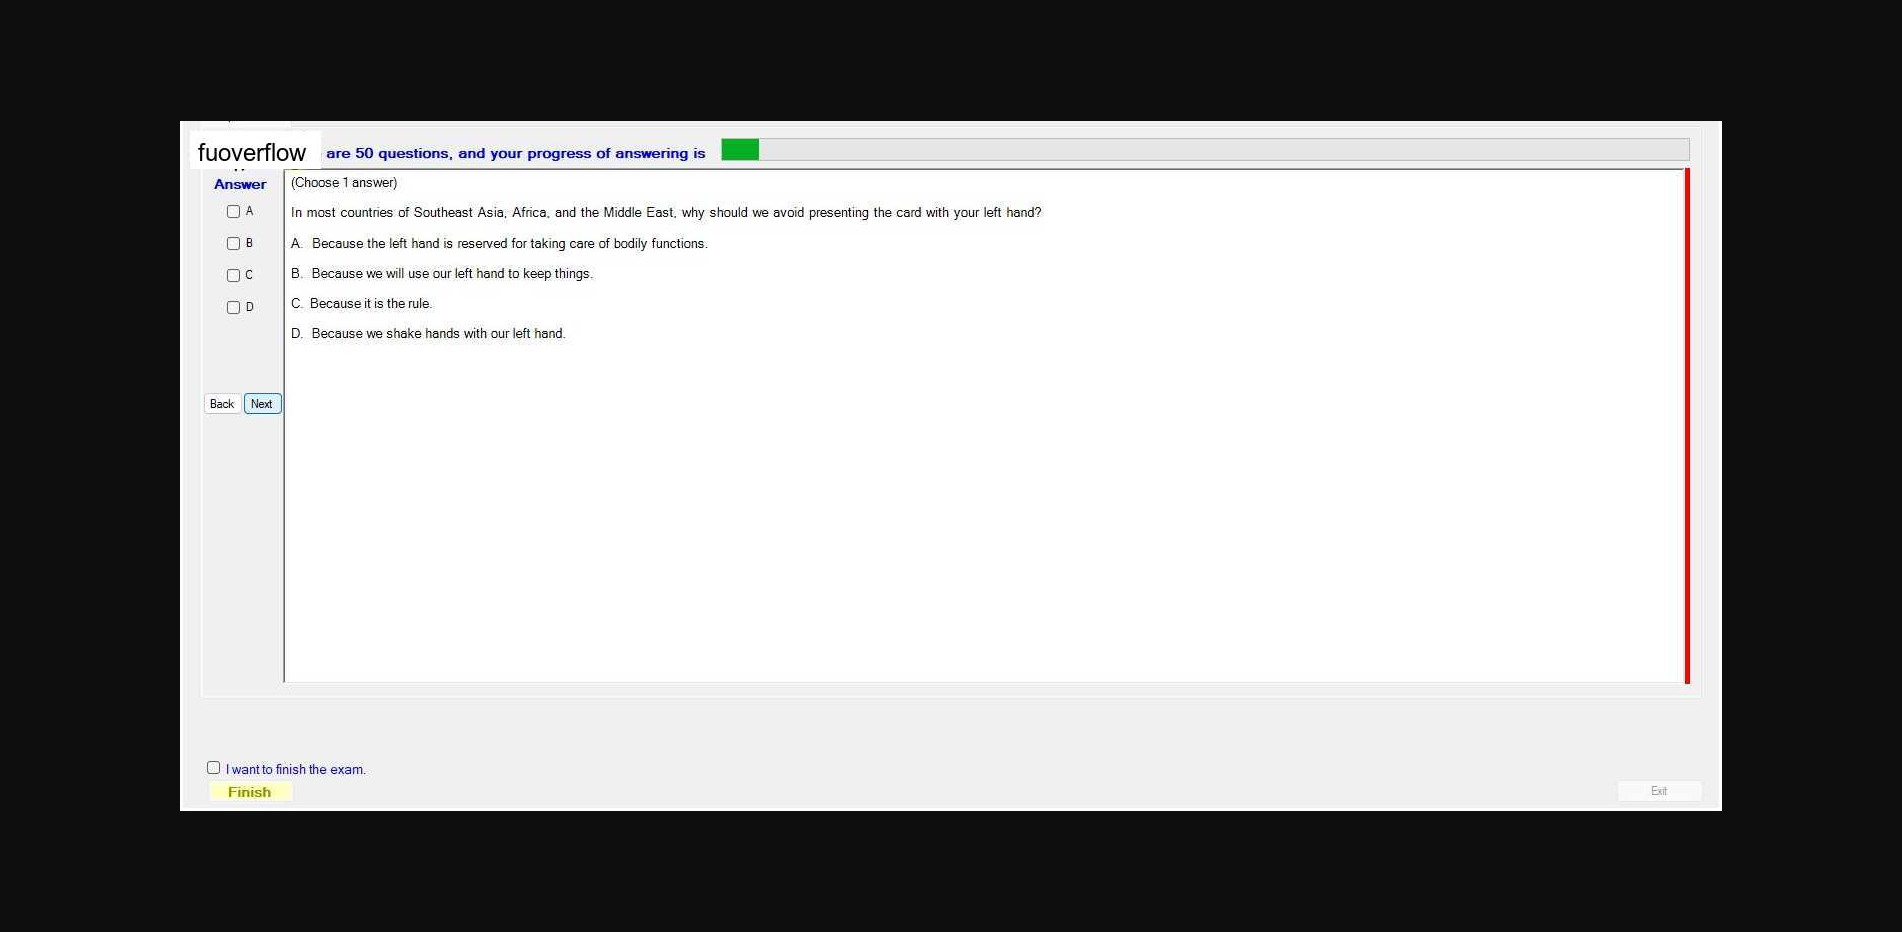 fuoverflow are 50 questions, and your progress of answering is
Answer
(Choose 1 answer)
A
In most countries of Southeast Asia, Africa, and the Middle East, why should we avoid presenting the card with your left hand?
B
A. Because the left hand is reserved for taking care of bodily functions.
C
B. Because we will use our left hand to keep things.
D
C. Because it is the rule.
D. Because we shake hands with our left hand.
Back Next
I want to finish the exam.
Finish
Exit